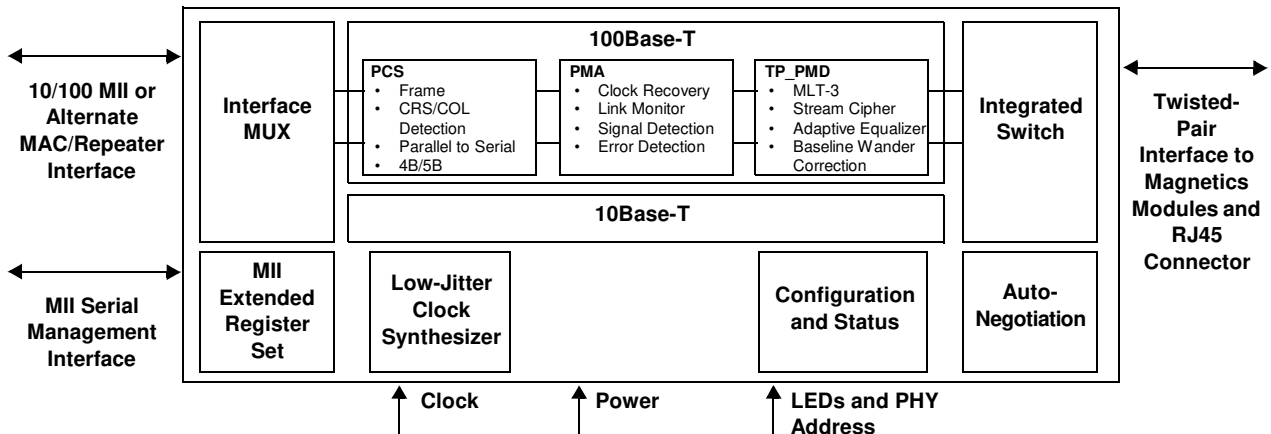 10/100 MII or
Alternate
MAC/Repeater
Interface
MII Serial
Management
Interface
Interface
MUX
100Base-T
PCS
• Frame
• CRS/COL
Detection
• Parallel to Serial
• 4B/5B
PMA
• Clock Recovery
• Link Monitor
• Signal Detection
• Error Detection
TP_PMD
• MLT-3
• Stream Cipher
• Adaptive Equalizer
• Baseline Wander
Correction
10Base-T
Integrated
Switch
Twisted-
Pair
Interface to
Magnetics
Modules and
RJ45
Connector
MII
Extended
Register
Set
Low-Jitter
Clock
Synthesizer
Configuration
and Status
Auto-
Negotiation
Clock
Power
LEDs and PHY
Address